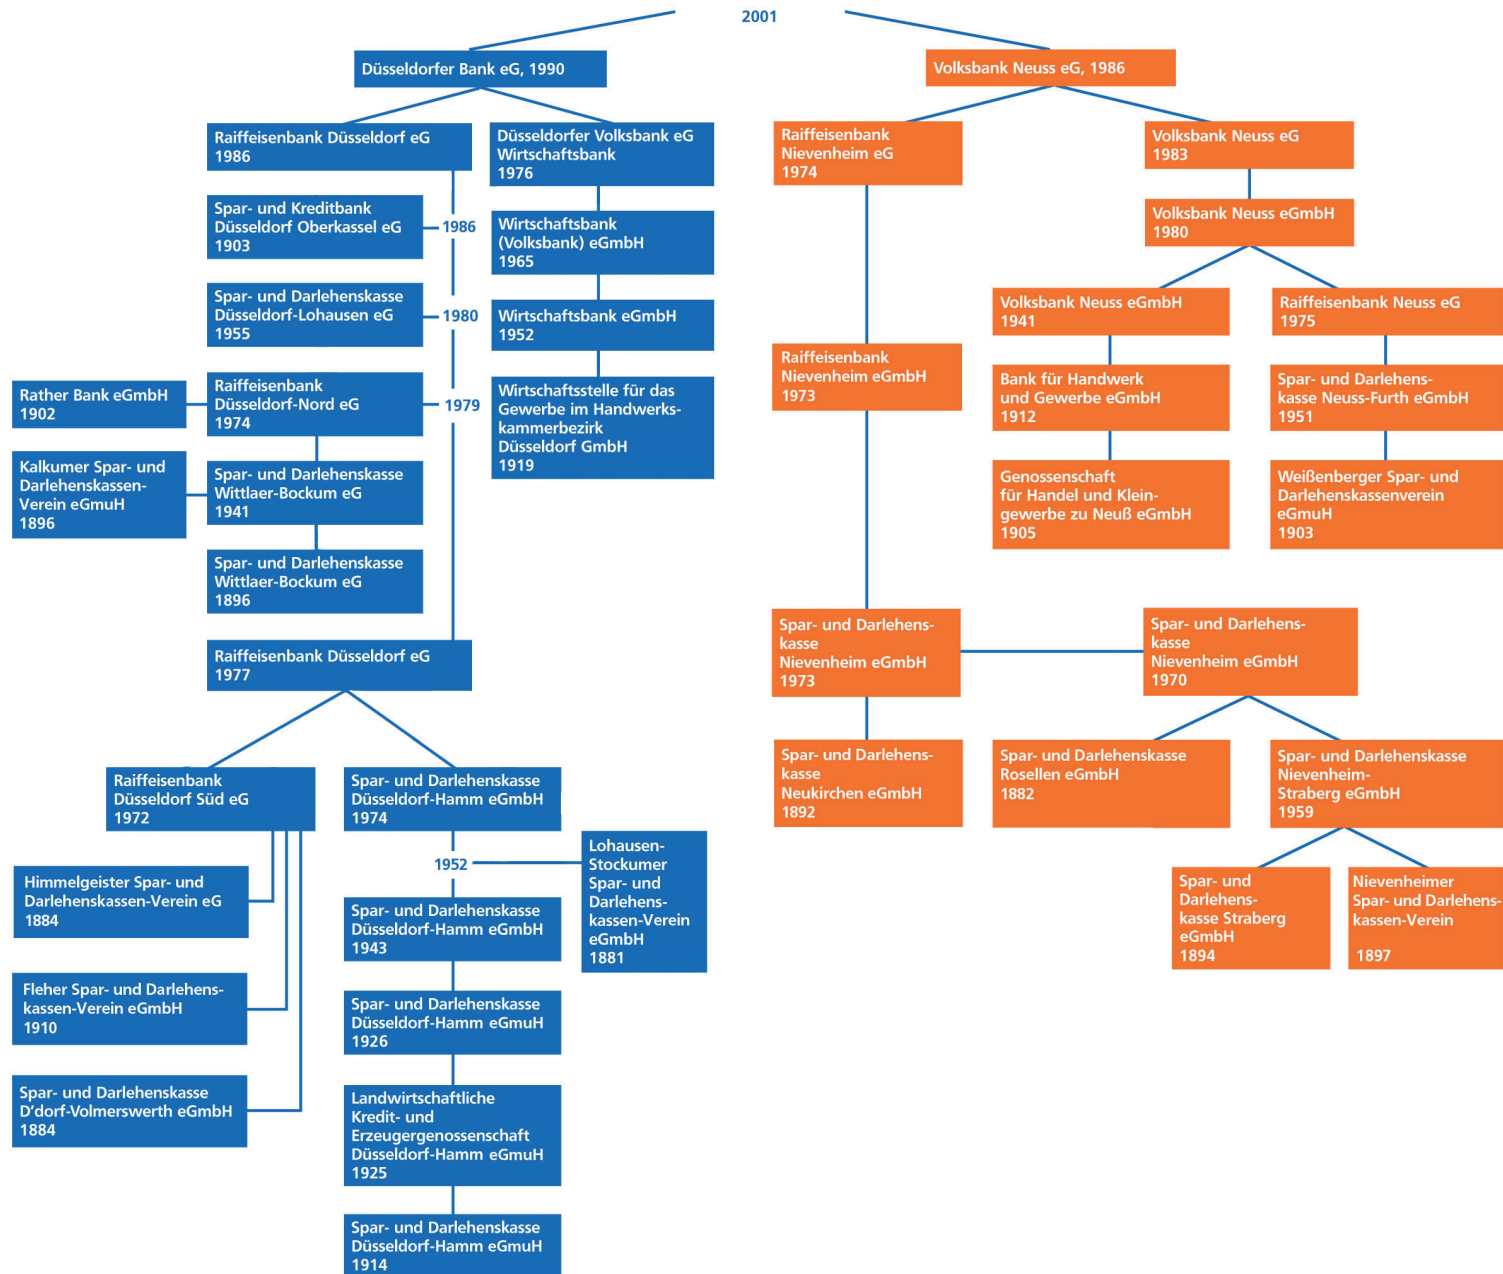 2001
Düsseldorfer Bank eG, 1990
Raiffeisenbank Düsseldorf eG
1986
Düsseldorfer Volksbank eG
Wirtschaftsbank
1976
Spar- und Kreditbank
Düsseldorf Oberkassel eG
1903
1986
Wirtschaftsbank
(Volksbank) eGmbH
1965
Spar- und Darlehenskasse
Düsseldorf-Lohausen eG
1955
1980
Wirtschaftsbank eGmbH
1952
Rather Bank eGmbH
1902
Raiffeisenbank
Düsseldorf-Nord eG
1974
1979
Wirtschaftsstelle für das
Gewerbe im Handwerks-
kammerbezirk
Düsseldorf GmbH
1919
Kalkumer Spar- und
Darlehenskassen-
Verein eGmuH
1896
Spar- und Darlehenskasse
Wittlaer-Bockum eG
1941
Spar- und Darlehenskasse
Wittlaer-Bockum eG
1896
Raiffeisenbank Düsseldorf eG
1977
Raiffeisenbank
Düsseldorf Süd eG
1972
Spar- und Darlehenskasse
Düsseldorf-Hamm eGmbH
1974
Himmelgeister Spar- und
Darlehenskassen-Verein eG
1884
Fleher Spar- und Darlehens-
kassen-Verein eGmbH
1910
Spar- und Darlehenskasse
D'dorf-Volmerswerth eGmbH
1884
1952
Lohausen-
Stockumer
Spar- und
Darlehens-
kassen-Verein
eGmbH
1881
Spar- und Darlehenskasse
Düsseldorf-Hamm eGmbH
1943
Spar- und Darlehenskasse
Düsseldorf-Hamm eGmuH
1926
Landwirtschaftliche
Kredit- und
Erzeugergenossenschaft
Düsseldorf-Hamm eGmuH
1925
Spar- und Darlehenskasse
Düsseldorf-Hamm eGmuH
1914
Volksbank Neuss eG, 1986
Raiffeisenbank
Nievenheim eG
1974
Volksbank Neuss eG
1983
Volksbank Neuss eGmbH
1980
Volksbank Neuss eGmbH
1941
Raiffeisenbank Neuss eG
1975
Raiffeisenbank
Nievenheim eGmbH
1973
Bank für Handwerk
und Gewerbe eGmbH
1912
Spar- und Darlehens-
kasse Neuss-Furth eGmbH
1951
Genossenschaft
für Handel und Klein-
gewerbe zu Neuß eGmbH
1905
Weißenberger Spar- und
Darlehenskassenverein
eGmuH
1903
Spar- und Darlehens-
kasse
Nievenheim eGmbH
1973
Spar- und Darlehens-
kasse
Nievenheim eGmbH
1970
Spar- und Darlehens-
kasse
Neukirchen eGmbH
1892
Spar- und Darlehenskasse
Rosellen eGmbH
1882
Spar- und Darlehenskasse
Nievenheim-
Straberg eGmbH
1959
Spar- und
Darlehens-
kasse Straberg
eGmbH
1894
Nievenheimer
Spar- und Darlehens-
kassen-Verein
1897